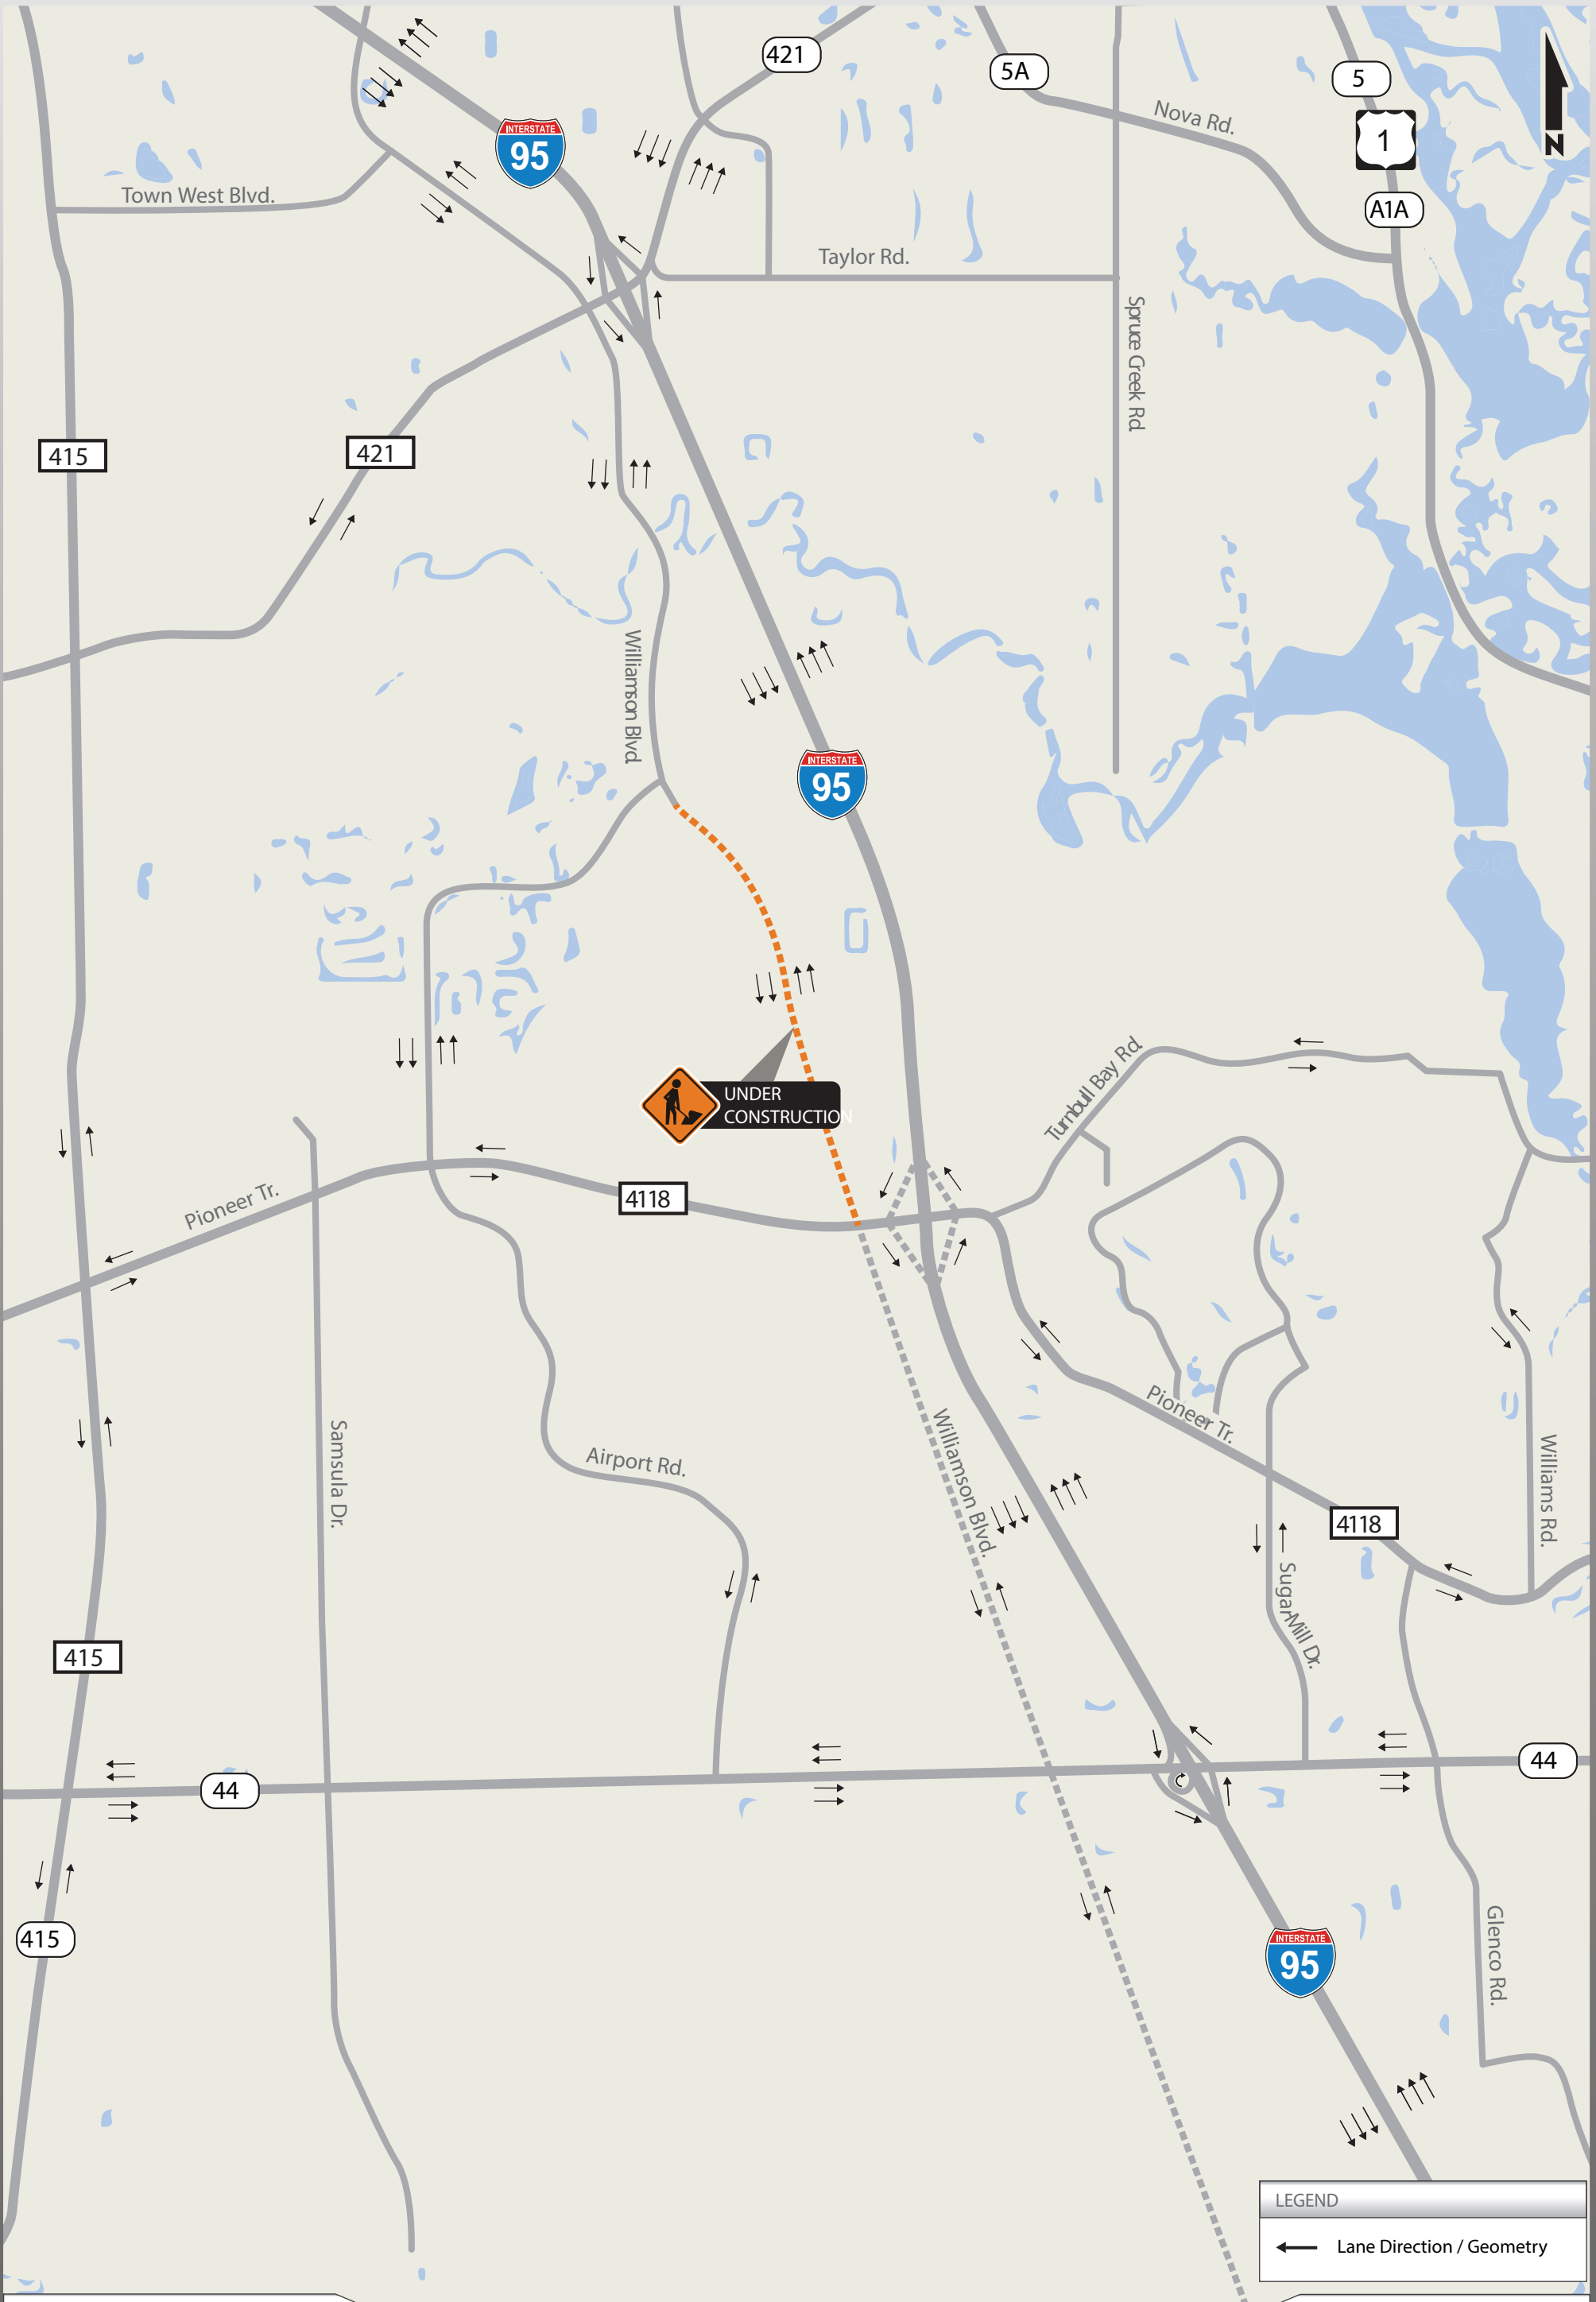 421
5A
5
Nova Rd.
INTERSTATE
95
1
N
Town West Blvd.
A1A
Taylor Rd.
Spruce Creek Rd.
415
421
Williamson Blvd.
INTERSTATE
95
UNDER
CONSTRUCTION
Turnbull Bay Rd.
Pioneer Tr.
4118
Samsula Dr.
Airport Rd.
Williamson Blvd.
Pioneer Tr.
Williams Rd.
4118
Sugar Mill Dr.
415
44
44
415
INTERSTATE
95
Glenco Rd.
LEGEND
Lane Direction / Geometry